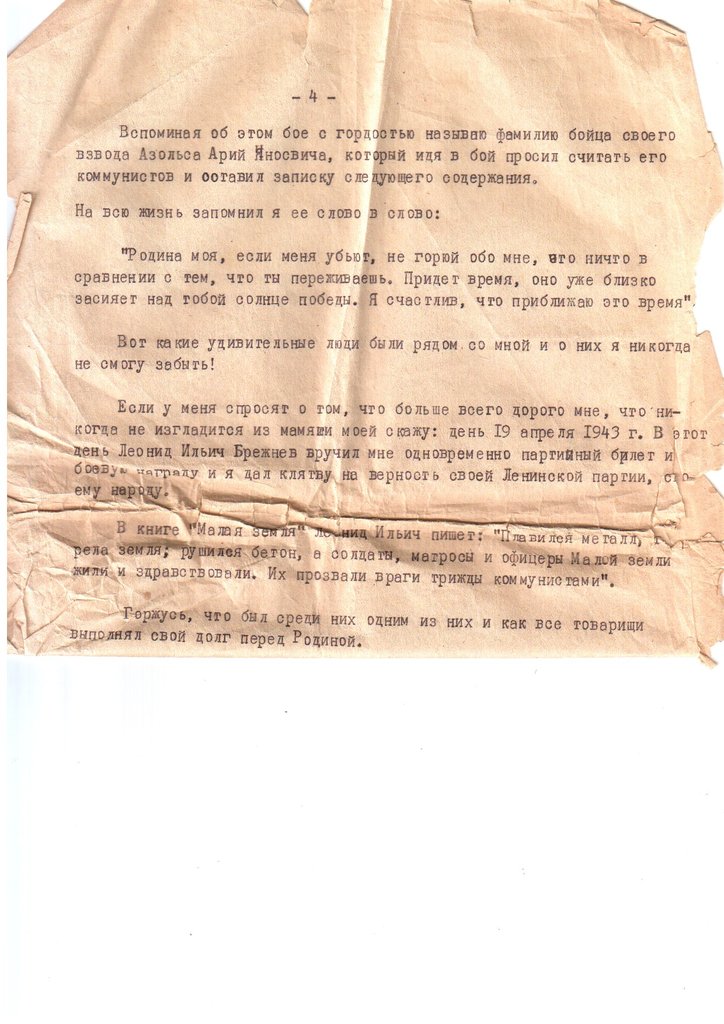 - 4 -
Вспоминая об этом бое с гордостью называю фамилию бойца своего
взвода Азольса Арий Яносвича, который идя в бой просил считать его
коммунистов и оставил записку следующего содержания.
На всю жизнь запомнил я ее слово в слово:
"Родина моя, если меня убьют, не горюй обо мне, это ничто в
сравнении с тем, что ты переживаешь. Придет время, оно уже близко
засияет над тобой солнце победы. Я счастлив, что приближаю это время"
Вот какие удивительные люди были рядом со мной и о них я никогда
не смогу забыть!
Если у меня спросят о том, что больше всего дорого мне, что ни-
когда не изгладится из мамяти моей скажу: день 19 апреля 1943 г. В этот
день Леонид Ильич Брежнев вручил мне одновременно партийный билет и
боевую награду и я дал клятву на верность своей Ленинской партии, сво-
ему народу.
В книге "Малая земля" леонид Ильич пишет: "Плавился металл,
рела земля; рушился бетон, а солдаты, матросы и офицеры Малой земли
жили и здравствовали. Их прозвали враги трижды коммунистами".
Горжусь, что был среди них одним из них и как все товарищи
выполнял свой долг перед Родиной.